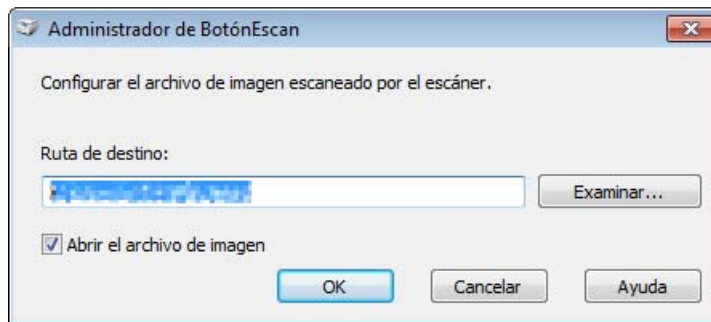 Administrador de BotónEscan
Configurar el archivo de imagen escaneado por el escáner.
Ruta de destino:
Examinar...
Abrir el archivo de imagen
OK
Cancelar
Ayuda